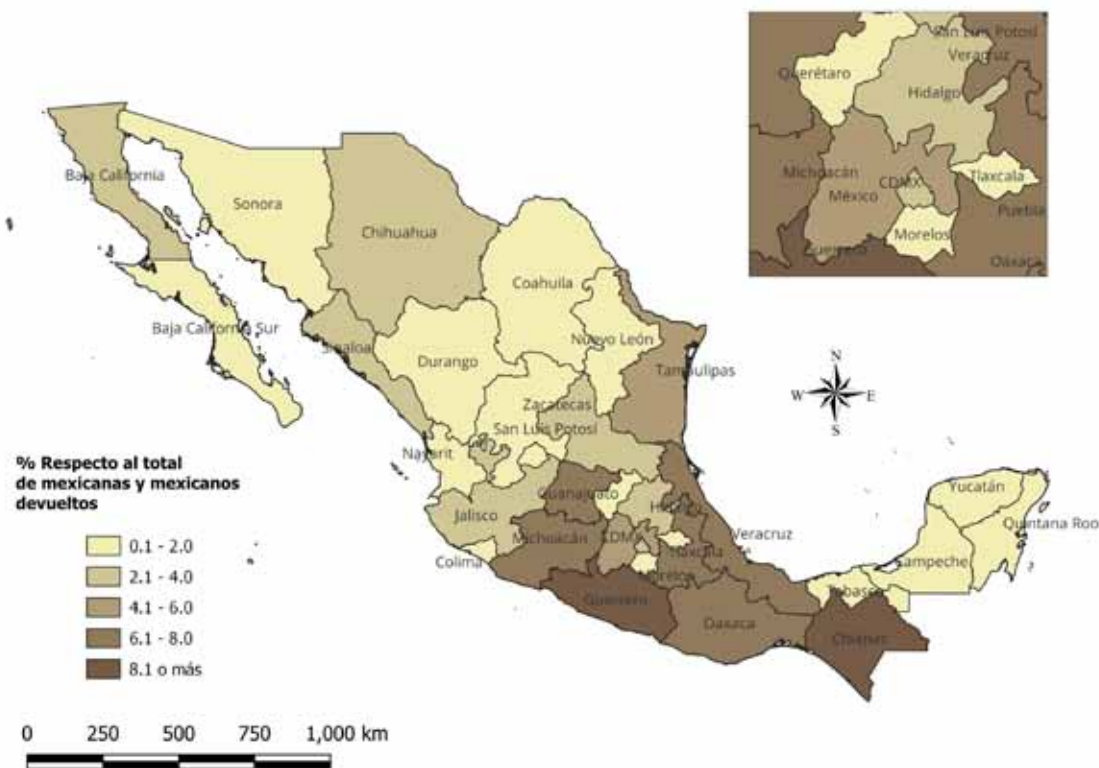 San Luis Potosí
Veracruz
Querétaro
Hidalgo
Michoacán
CDMX
Tlaxcala
México
Puebla
Morelos
Guerrero
Oaxaca
Baja California
Sonora
Chihuahua
Coahuila
Baja California Sur
Sinaloa
Nuevo León
Durango
Tamaulipas
N
W E
S
Zacatecas
San Luis Potosí
Nayarit
% Respecto al total
de mexicanas y mexicanos
devueltos
0.1 - 2.0
2.1 - 4.0
4.1 - 6.0
6.1 - 8.0
8.1 o más
Guanajuato
Jalisco
Michoacán
Colima
Veracruz
Tlaxcala
Morelos
Guerrero
Oaxaca
Chiapas
Tabasco
Campeche
Yucatán
Quintana Roo
0 250 500 750 1,000 km